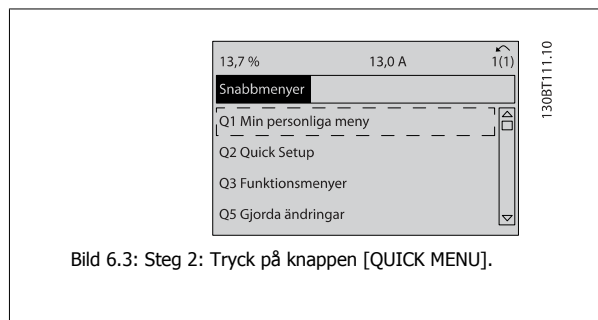 13,7 % 13,0 A 1(1)
Snabbmenyer
Q1 Min personliga meny
Q2 Quick Setup
Q3 Funktionsmenyer
Q5 Gjorda ändringar
130BT111.10
Bild 6.3: Steg 2: Tryck på knappen [QUICK MENU].